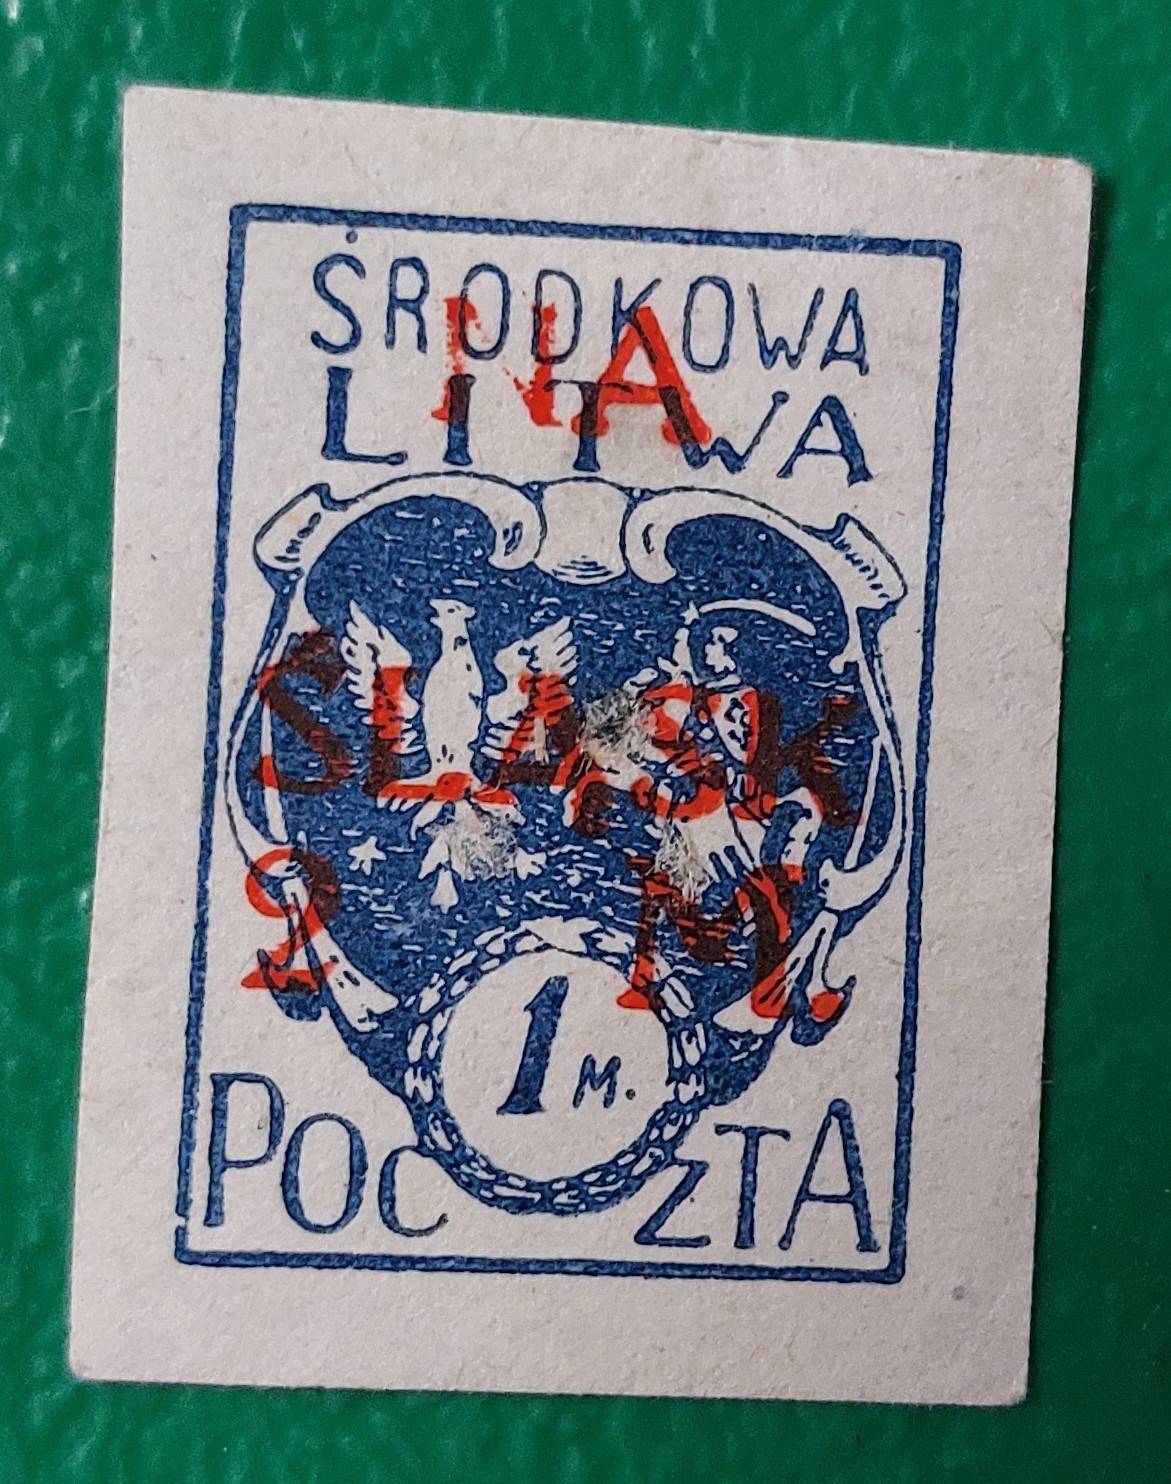 ŚRODKOWA
NA
LITWA
ŚLĄSK
2 M.
1 M.
POCZTA